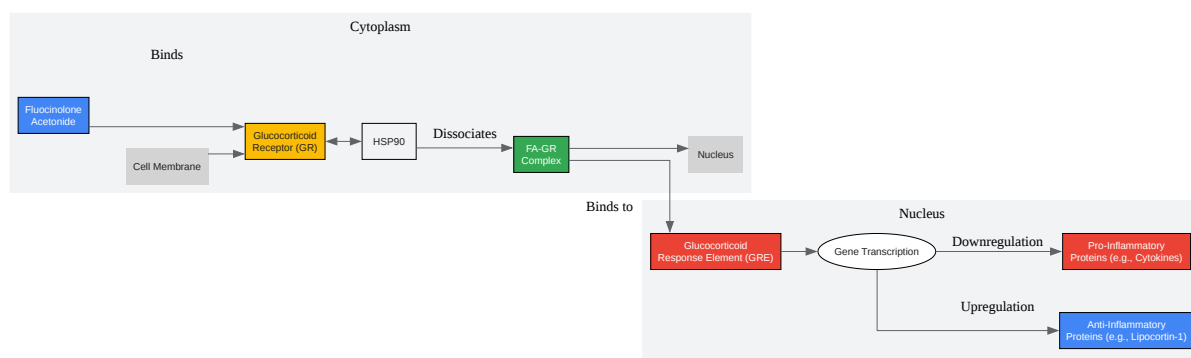 Cytoplasm
Binds
Fluocinolone
Acetonide
Cell Membrane
Glucocorticoid
Receptor (GR)
HSP90
Dissociates
FA-GR
Complex
Nucleus
Binds to
Nucleus
Glucocorticoid
Response Element (GRE)
Gene Transcription
Downregulation
Pro-Inflammatory
Proteins (e.g., Cytokines)
Upregulation
Anti-Inflammatory
Proteins (e.g., Lipocortin-1)